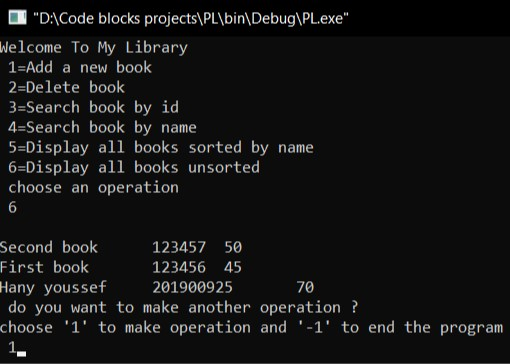 "D:\Code blocks projects\PL\bin\Debug\PL.exe"
Welcome To My Library
1=Add a new book
2=Delete book
3=Search book by id
4=Search book by name
5=Display all books sorted by name
6=Display all books unsorted
choose an operation
6
Second book 123457 50
First book 123456 45
Hany youssef 201900925 70
do you want to make another operation ?
choose '1' to make operation and '-1' to end the program
1